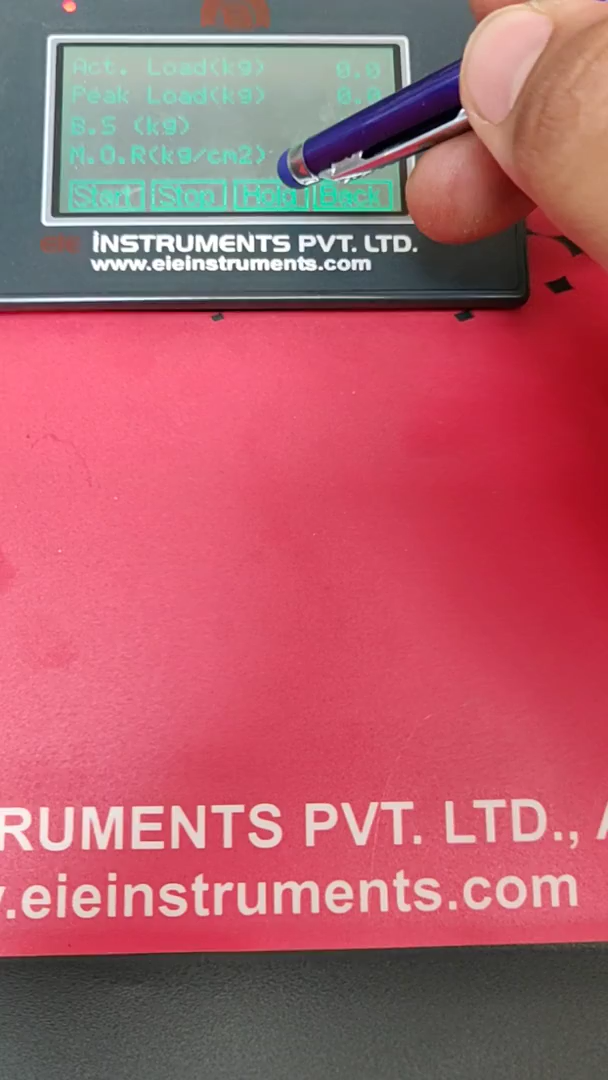 Act. Load(kg) 0.0
Peak Load(kg) 0.0
B.S (kg)
M.O.R(kg/cm2)
Start Stop Back
INSTRUMENTS PVT. LTD.
www.eieinstruments.com
RUMENTS PVT. LTD., A
.eieinstruments.com